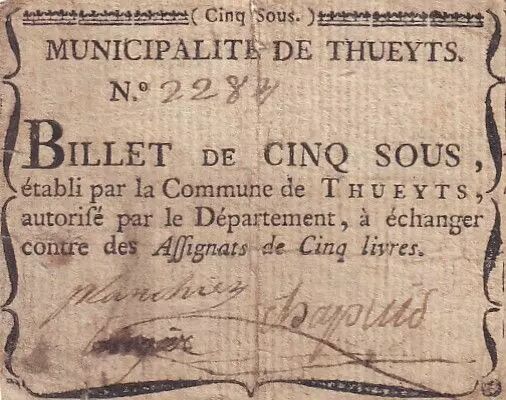 ( Cinq Sous. )
MUNICIPALITÉ DE THUEYTS.
N.º 2284
BILLET DE CINQ SOUS,
établi par la Commune de THUEYTS,
autoriſé par le Département, à échanger
contre des Aſſignats de Cinq livres.
chapuis